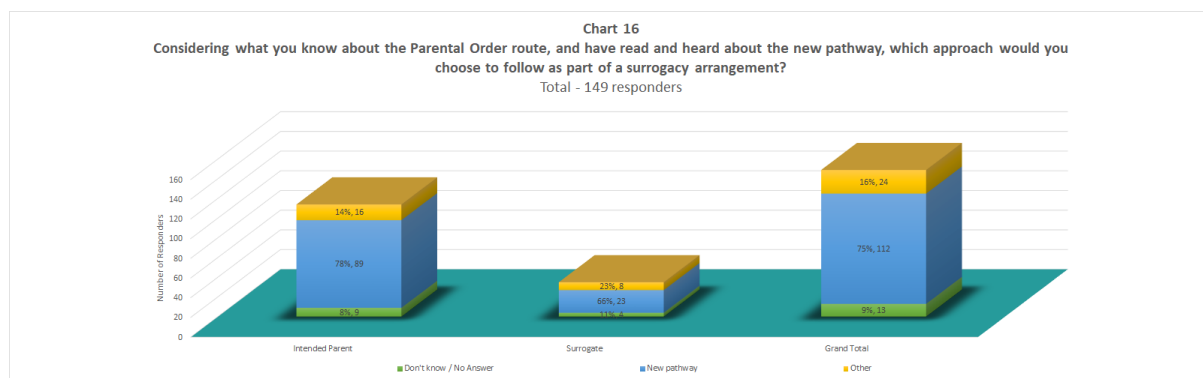 Chart 16
Considering what you know about the Parental Order route, and have read and heard about the new pathway, which approach would you
choose to follow as part of a surrogacy arrangement?
Total - 149 responders
Number of Responders
160
140
120
100
80
60
40
20
0
14%, 16
78%, 89
8%, 9
23%, 8
66%, 23
11%, 4
16%, 24
75%, 112
9%, 13
Intended Parent
Surrogate
Grand Total
Don't know / No Answer
New pathway
Other